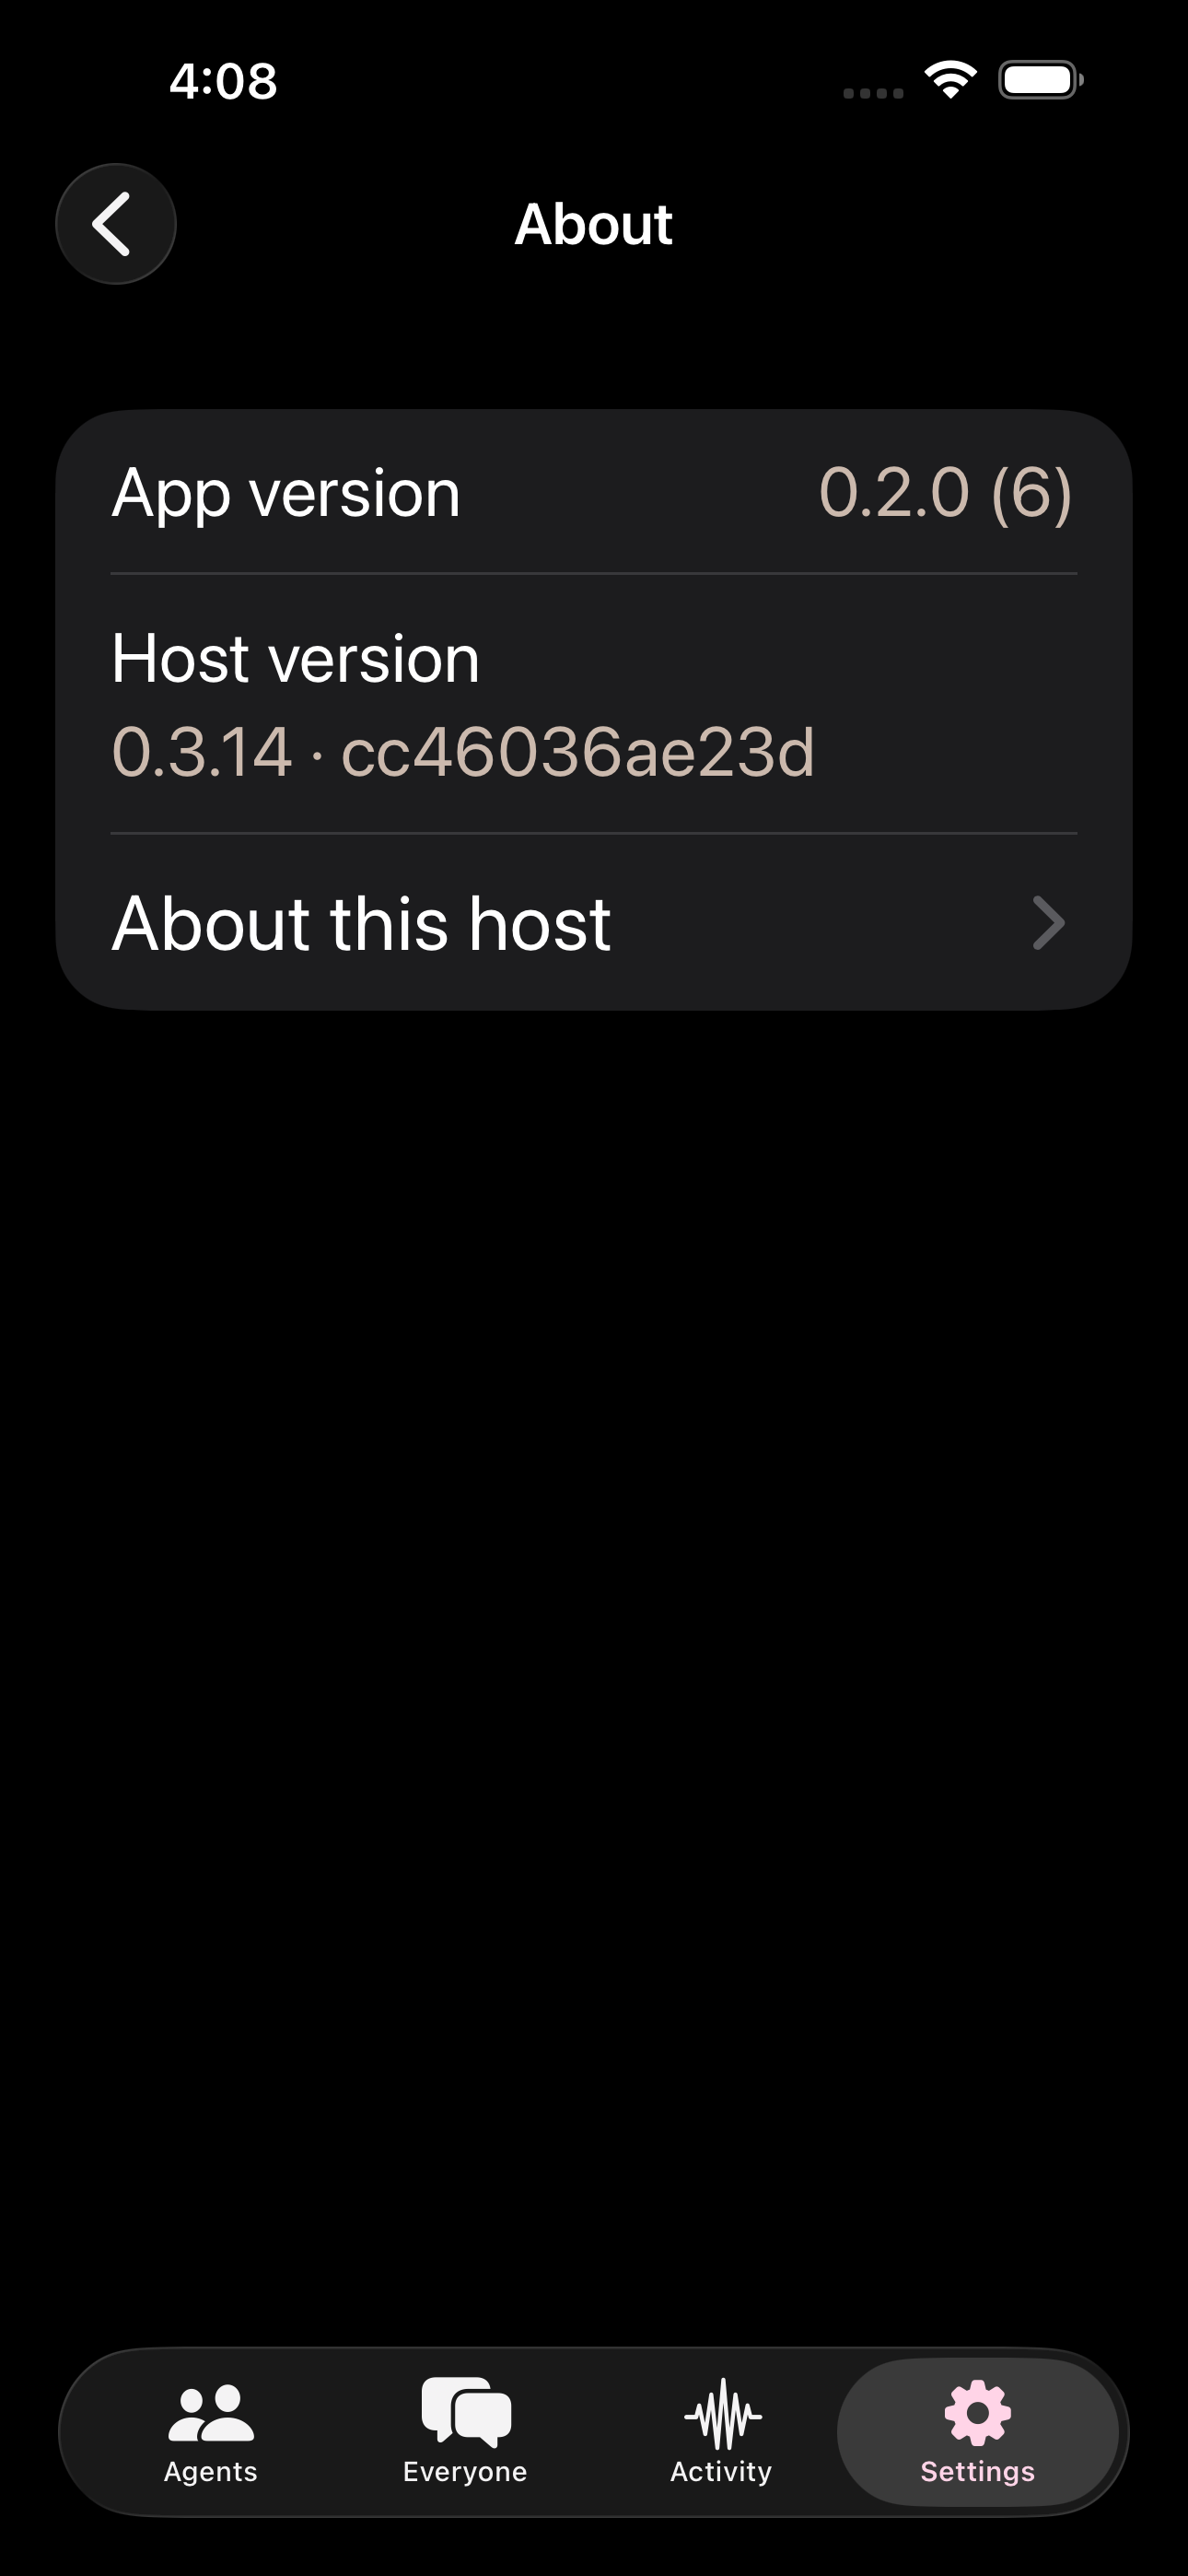 4:08
About
App version 0.2.0 (6)
Host version
0.3.14 · cc46036ae23d
About this host
Agents Everyone Activity Settings